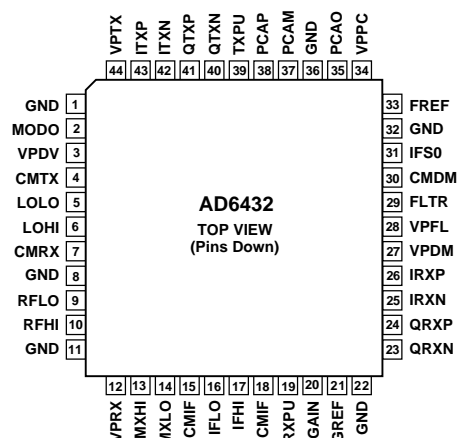 VPTX ITXP ITXN QTXP QTXN TXPU PCAP PCAM GND PCAO VPPC
44 43 42 41 40 39 38 37 36 35 34
GND 1
MODO 2
VPDV 3
CMTX 4
LOLO 5
LOHI 6
CMRX 7
GND 8
RFLO 9
RFHI 10
GND 11
AD6432
TOP VIEW
(Pins Down)
33 FREF
32 GND
31 IFS0
30 CMDM
29 FLTR
28 VPFL
27 VPDM
26 IRXP
25 IRXN
24 QRXP
23 QRXN
12 13 14 15 16 17 18 19 20 21 22
VPRX MXHI MXLO CMIF IFLO IFHI CMIF RXPU GAIN GREF GND